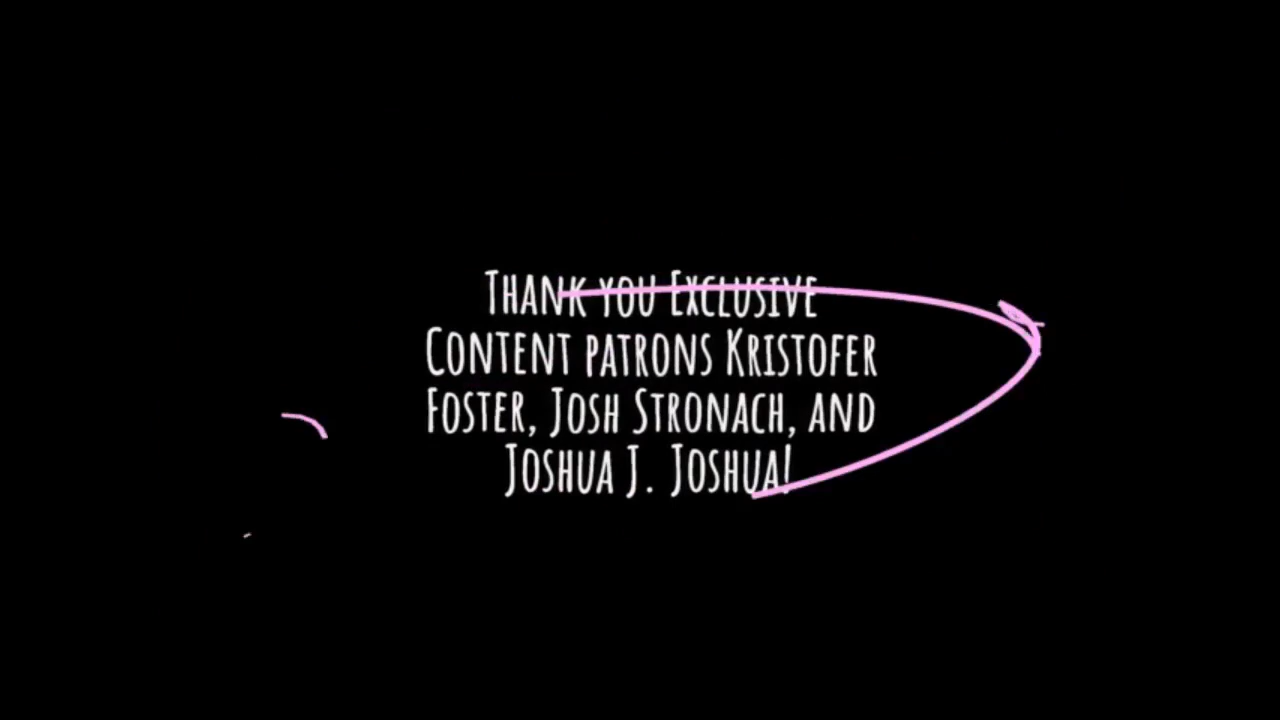 Thank you Exclusive
Content patrons Kristofer
Foster, Josh Stronach, and
Joshua J. Joshua!